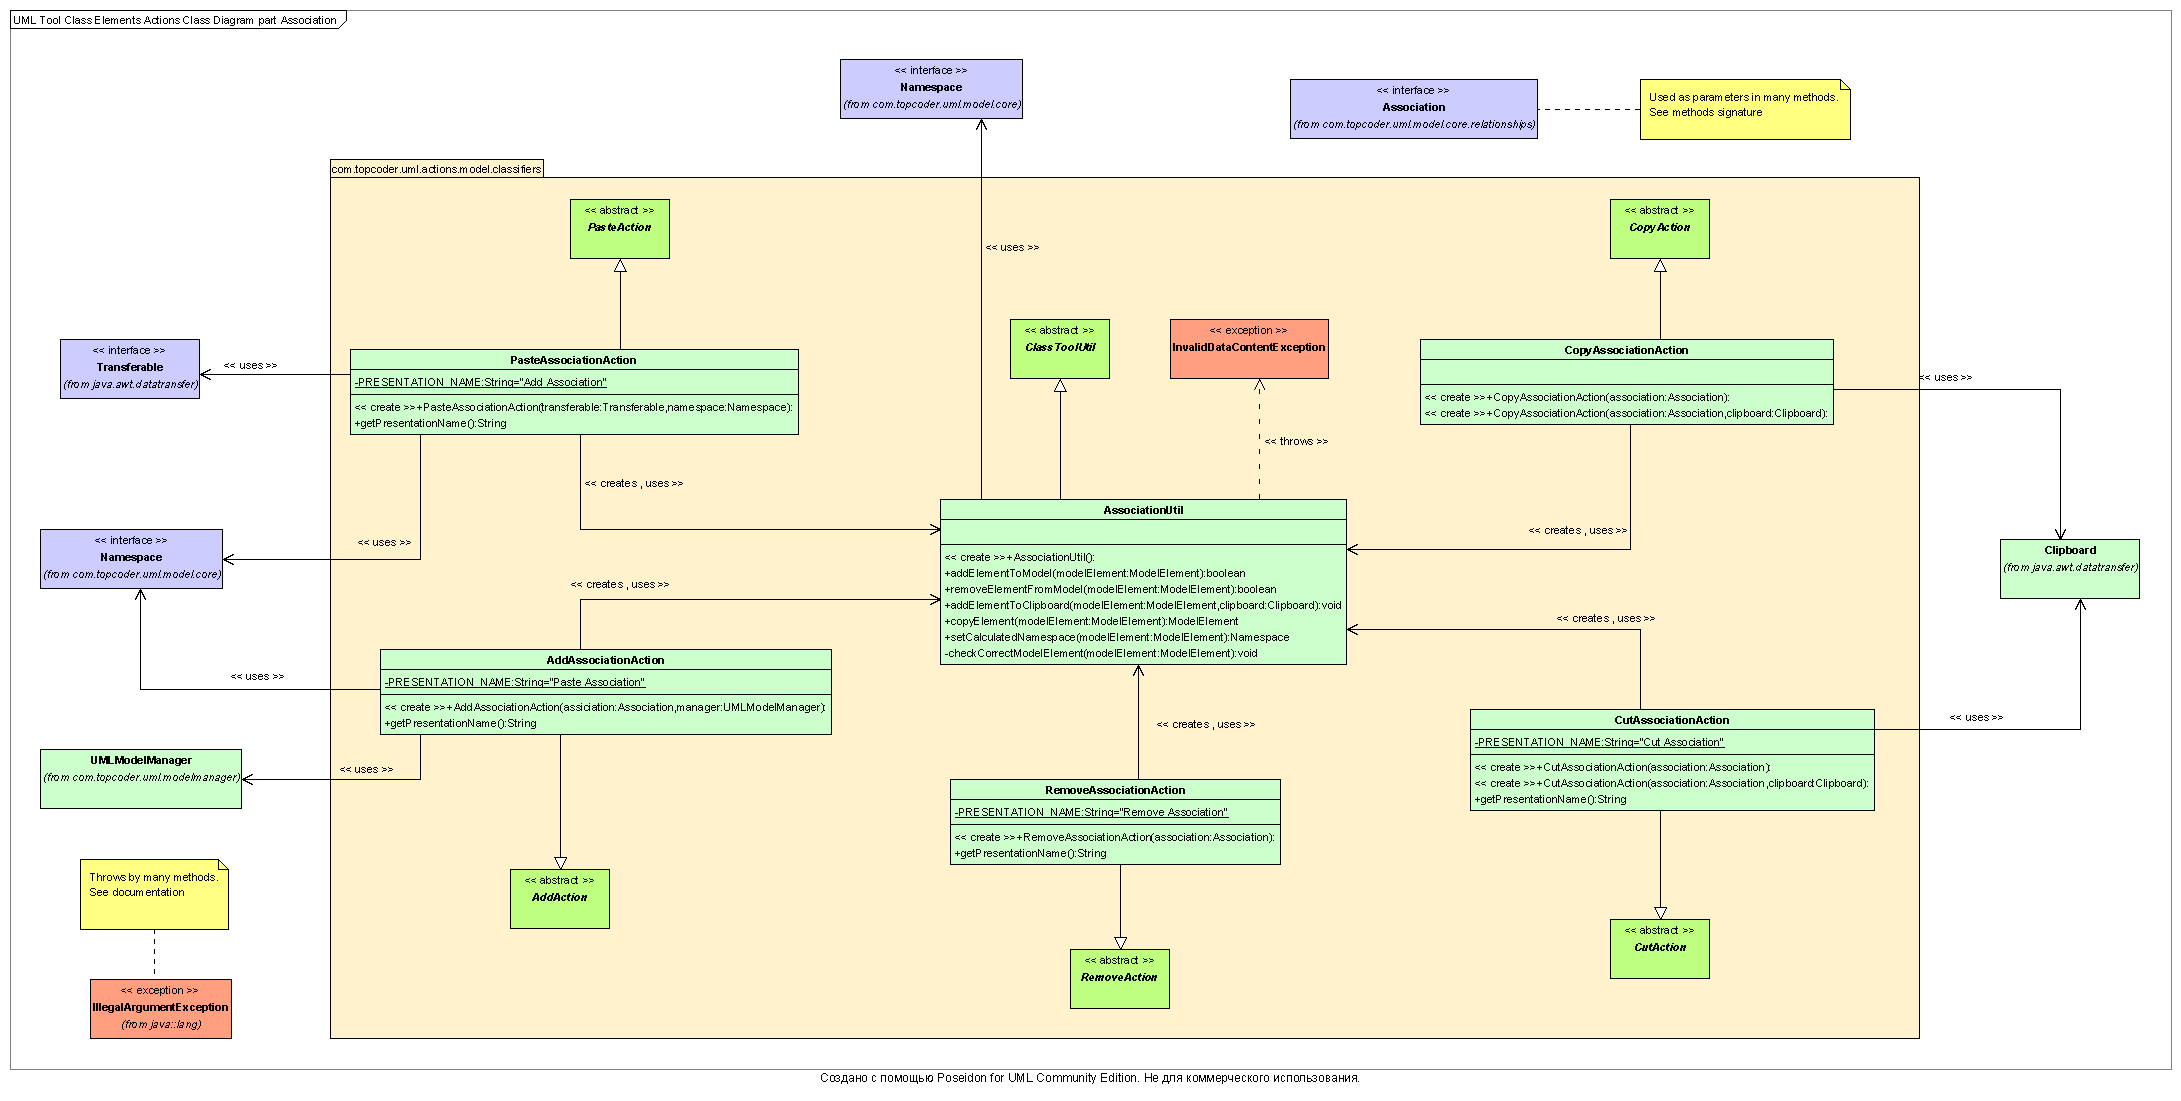 UML Tool Class Elements Actions Class Diagram part Association
<< interface >>
Namespace
(from com.topcoder.uml.model.core)
<< interface >>
Association
(from com.topcoder.uml.model.core.relationships)
Used as parameters in many methods.
See methods signature
com.topcoder.uml.actions.model.classifiers
<< abstract >>
PasteAction
<< abstract >>
CopyAction
<< uses >>
<< abstract >>
ClassToolUtil
<< exception >>
InvalidDataContentException
<< interface >>
Transferable
(from java.awt.datatransfer)
<< uses >>
PasteAssociationAction
-PRESENTATION_NAME:String="Add Association"
<< create >>+PasteAssociationAction(transferable:Transferable,namespace:Namespace):
+getPresentationName():String
CopyAssociationAction
<< create >>+CopyAssociationAction(association:Association):
<< create >>+CopyAssociationAction(association:Association,clipboard:Clipboard):
<< uses >>
<< throws >>
<< creates , uses >>
<< uses >>
<< creates , uses >>
<< interface >>
Namespace
(from com.topcoder.uml.model.core)
AssociationUtil
<< create >>+AssociationUtil():
+addElementToModel(modelElement:ModelElement):boolean
+removeElementFromModel(modelElement:ModelElement):boolean
+addElementToClipboard(modelElement:ModelElement,clipboard:Clipboard):void
+copyElement(modelElement:ModelElement):ModelElement
+setCalculatedNamespace(modelElement:ModelElement):Namespace
-checkCorrectModelElement(modelElement:ModelElement):void
Clipboard
(from java.awt.datatransfer)
<< creates , uses >>
<< creates , uses >>
AddAssociationAction
-PRESENTATION_NAME:String="Paste Association"
<< create >>+AddAssociationAction(assiciation:Association,manager:UMLModelManager):
+getPresentationName():String
<< uses >>
<< uses >>
UMLModelManager
(from com.topcoder.uml.modelmanager)
<< creates , uses >>
CutAssociationAction
-PRESENTATION_NAME:String="Cut Association"
<< create >>+CutAssociationAction(association:Association):
<< create >>+CutAssociationAction(association:Association,clipboard:Clipboard):
+getPresentationName():String
<< uses >>
RemoveAssociationAction
-PRESENTATION_NAME:String="Remove Association"
<< create >>+RemoveAssociationAction(association:Association):
+getPresentationName():String
Throws by many methods.
See documentation
<< abstract >>
AddAction
<< abstract >>
RemoveAction
<< abstract >>
CutAction
<< exception >>
IllegalArgumentException
(from java::lang)
Создано с помощью Poseidon for UML Community Edition. Не для коммерческого использования.